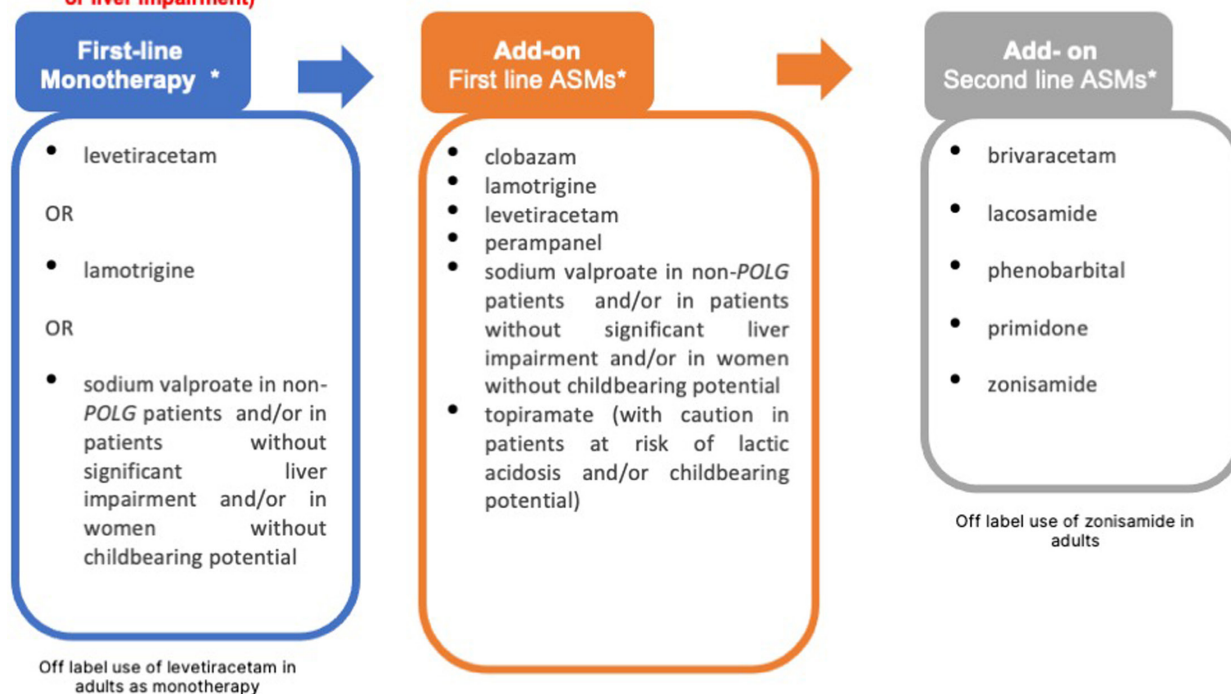 or liver impairment)
First-line
Monotherapy *
• levetiracetam
OR
• lamotrigine
OR
• sodium valproate in non-
POLG patients and/or in
patients without
significant liver
impairment and/or in
women without
childbearing potential
Off label use of levetiracetam in
adults as monotherapy
Add-on
First line ASMs*
• clobazam
• lamotrigine
• levetiracetam
• perampanel
• sodium valproate in non-POLG
patients and/or in patients
without significant liver
impairment and/or in women
without childbearing potential
• topiramate (with caution in
patients at risk of lactic
acidosis and/or childbearing
potential)
Add- on
Second line ASMs*
• brivaracetam
• lacosamide
• phenobarbital
• primidone
• zonisamide
Off label use of zonisamide in
adults